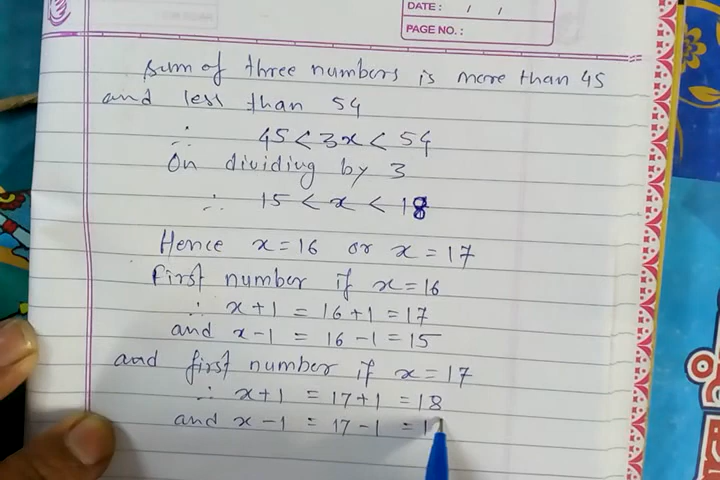 DATE: / /
PAGE NO.:
Sum of three numbers is more than 45
and less than 54
∴ 45 < 3x < 54
On dividing by 3
∴ 15 < x < 18
Hence x = 16 or x = 17
First number if x = 16
∴ x + 1 = 16 + 1 = 17
and x - 1 = 16 - 1 = 15
and first number if x = 17
∴ x + 1 = 17 + 1 = 18
and x - 1 = 17 - 1 = 1